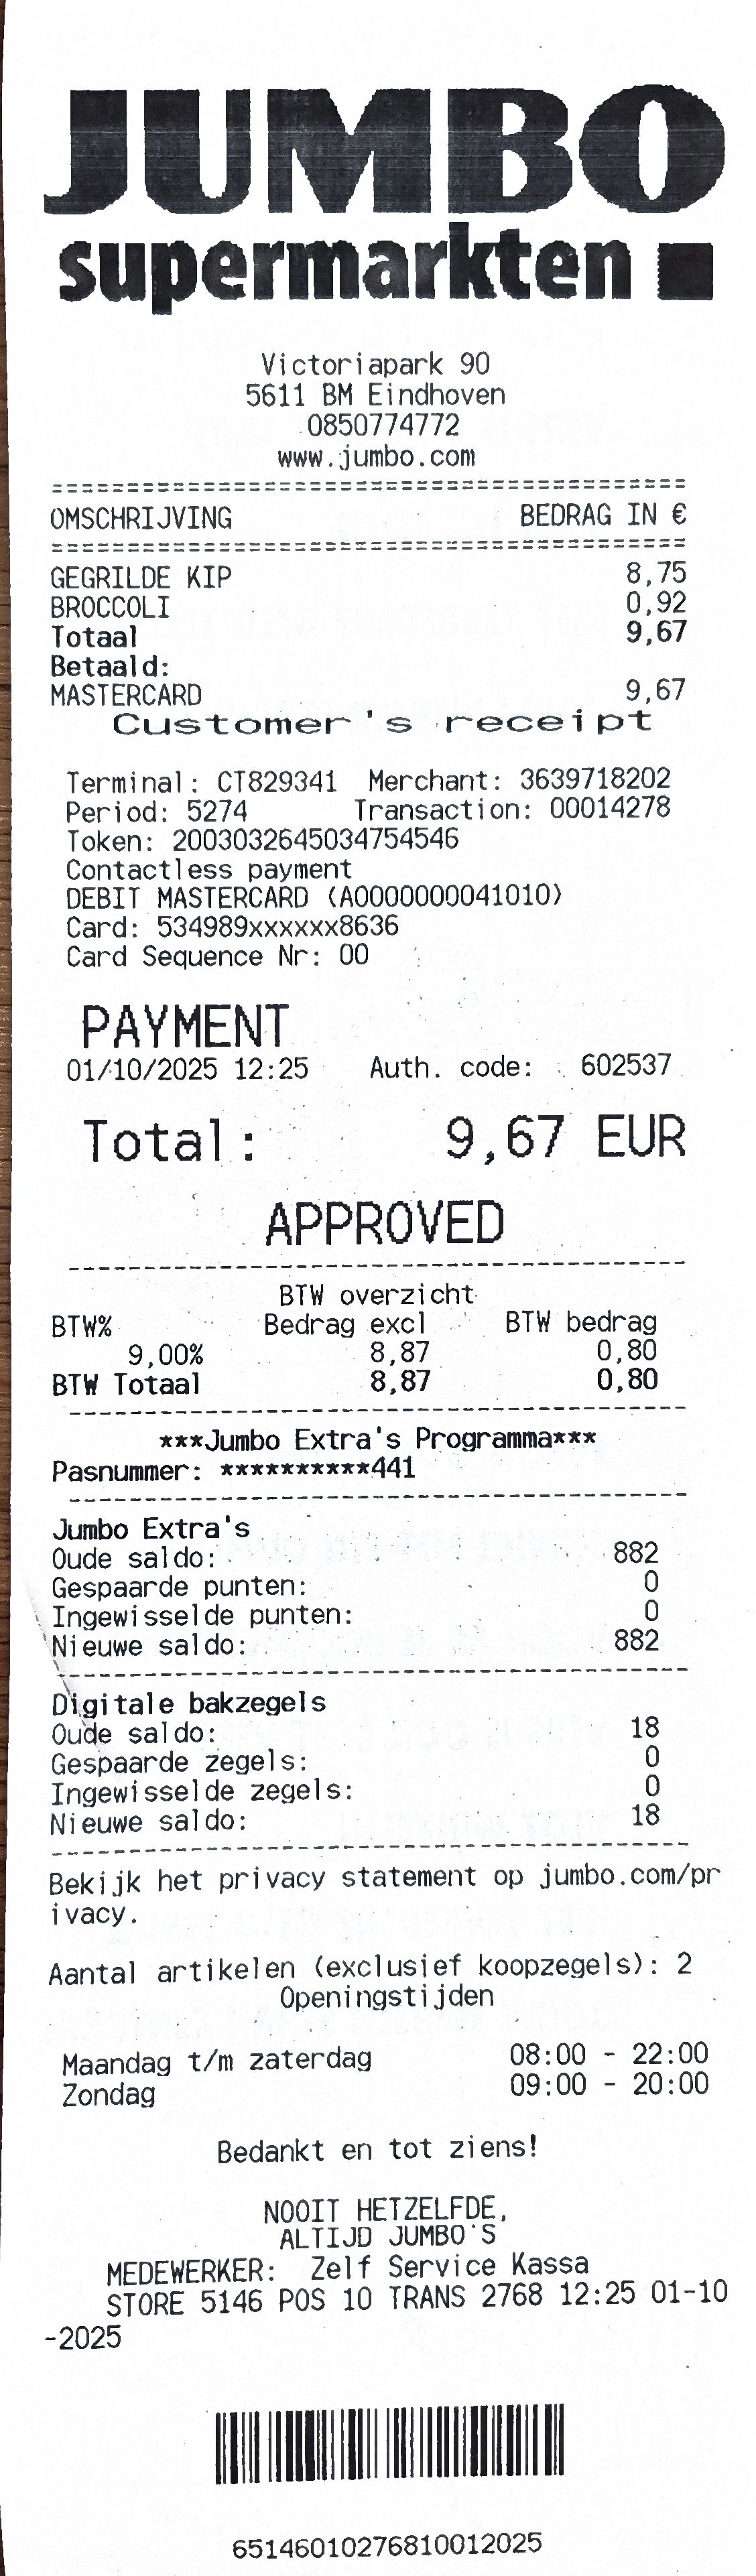 JUMBO
supermarkten
Victoriapark 90
5611 BM Eindhoven
0850774772
www.jumbo.com
==========================================
OMSCHRIJVING BEDRAG IN €
==========================================
GEGRILDE KIP 8,75
BROCCOLI 0,92
Totaal 9,67
Betaald:
MASTERCARD 9,67
Customer's receipt
Terminal: CT829341 Merchant: 3639718202
Period: 5274 Transaction: 00014278
Token: 2003032645034754546
Contactless payment
DEBIT MASTERCARD (A0000000041010)
Card: 534989xxxxxx8636
Card Sequence Nr: 00
PAYMENT
01/10/2025 12:25 Auth. code: 602537
Total: 9,67 EUR
APPROVED
-----------------------------------------
BTW overzicht
BTW% Bedrag excl BTW bedrag
9,00% 8,87 0,80
BTW Totaal 8,87 0,80
-----------------------------------------
***Jumbo Extra's Programma***
Pasnummer: **********441
-----------------------------------------
Jumbo Extra's
Oude saldo: 882
Gespaarde punten: 0
Ingewisselde punten: 0
Nieuwe saldo: 882
-----------------------------------------
Digitale bakzegels
Oude saldo: 18
Gespaarde zegels: 0
Ingewisselde zegels: 0
Nieuwe saldo: 18
-----------------------------------------
Bekijk het privacy statement op jumbo.com/pr
ivacy.
Aantal artikelen (exclusief koopzegels): 2
Openingstijden
Maandag t/m zaterdag 08:00 - 22:00
Zondag 09:00 - 20:00
Bedankt en tot ziens!
NOOIT HETZELFDE,
ALTIJD JUMBO'S
MEDEWERKER: Zelf Service Kassa
STORE 5146 POS 10 TRANS 2768 12:25 01-10
-2025
65146010276810012025